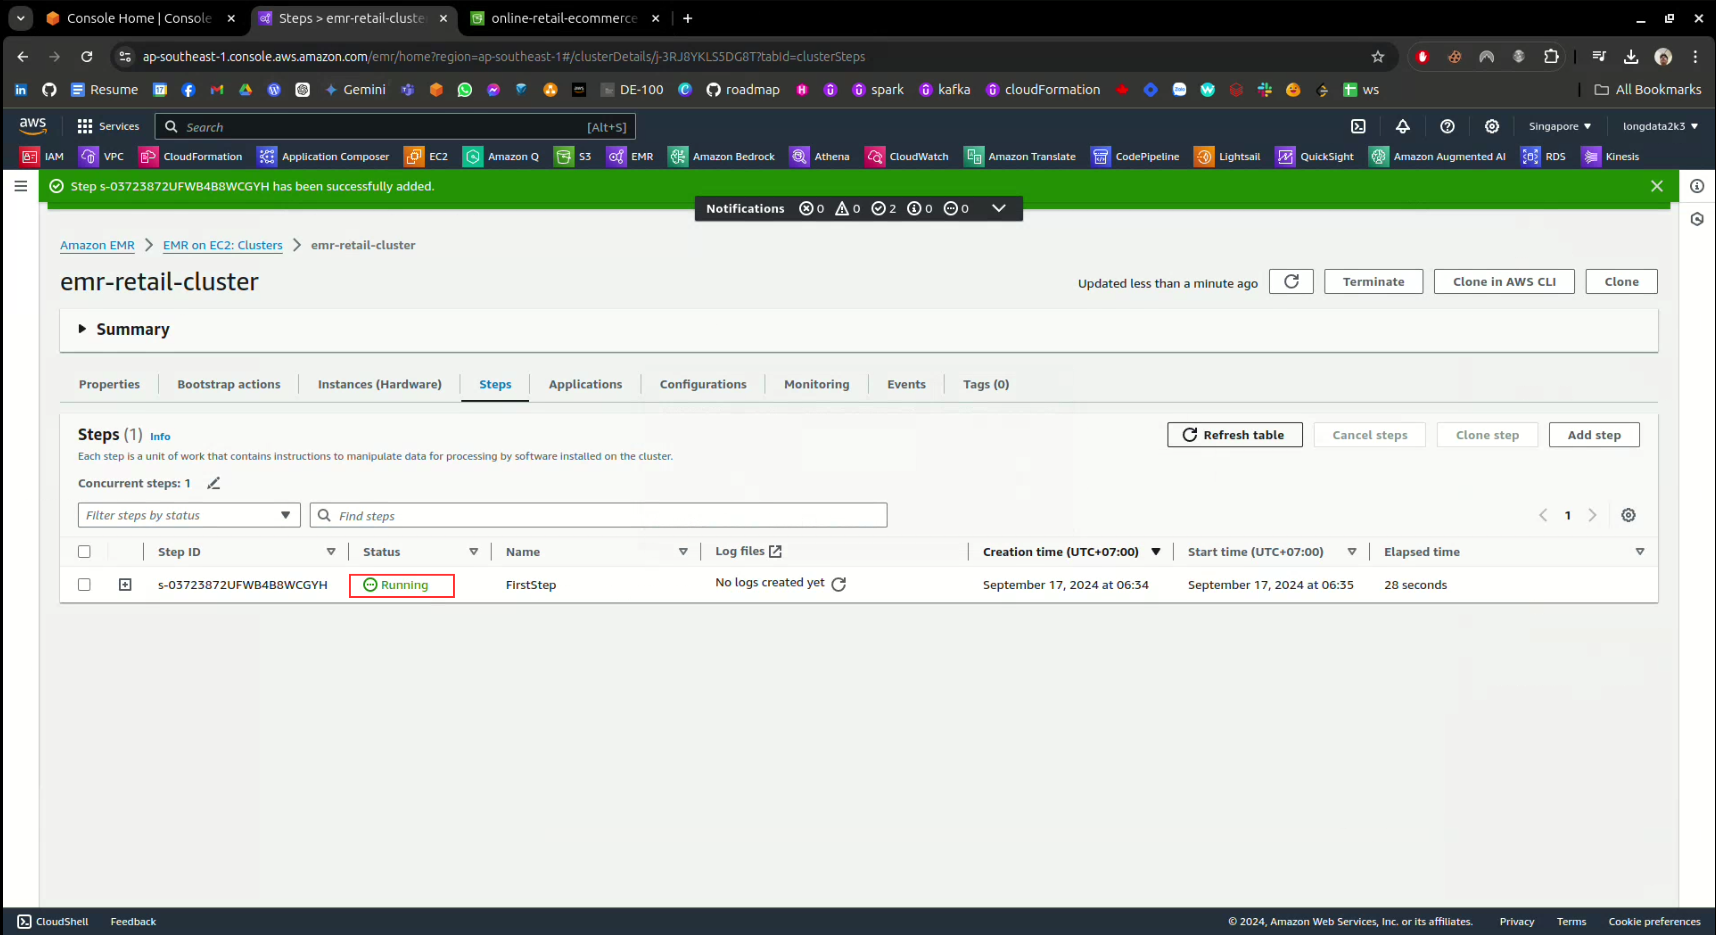 Console Home | Console
Steps > emr-retail-cluste
online-retail-ecommerce
ap-southeast-1.console.aws.amazon.com/emr/home?region=ap-southeast-1#/clusterDetails/j-3RJ8YKLS5DG8T?tabId=clusterSteps
Resume
Gemini
DE-100
roadmap
spark
kafka
cloudFormation
ws
All Bookmarks
aws
Services
Search
[Alt+S]
Singapore
longdata2k3
IAM
VPC
CloudFormation
Application Composer
EC2
Amazon Q
S3
EMR
Amazon Bedrock
Athena
CloudWatch
Amazon Translate
CodePipeline
Lightsail
QuickSight
Amazon Augmented AI
RDS
Kinesis
Step s-03723872UFWB4B8WCGYH has been successfully added.
Notifications 0 0 2 0 0
Amazon EMR
EMR on EC2: Clusters
emr-retail-cluster
emr-retail-cluster
Updated less than a minute ago
Terminate
Clone in AWS CLI
Clone
Summary
Properties
Bootstrap actions
Instances (Hardware)
Steps
Applications
Configurations
Monitoring
Events
Tags (0)
Steps (1) Info
Refresh table
Cancel steps
Clone step
Add step
Each step is a unit of work that contains instructions to manipulate data for processing by software installed on the cluster.
Concurrent steps: 1
Filter steps by status
Find steps
1
Step ID
Status
Name
Log files
Creation time (UTC+07:00)
Start time (UTC+07:00)
Elapsed time
s-03723872UFWB4B8WCGYH
Running
FirstStep
No logs created yet
September 17, 2024 at 06:34
September 17, 2024 at 06:35
28 seconds
CloudShell
Feedback
© 2024, Amazon Web Services, Inc. or its affiliates.
Privacy
Terms
Cookie preferences